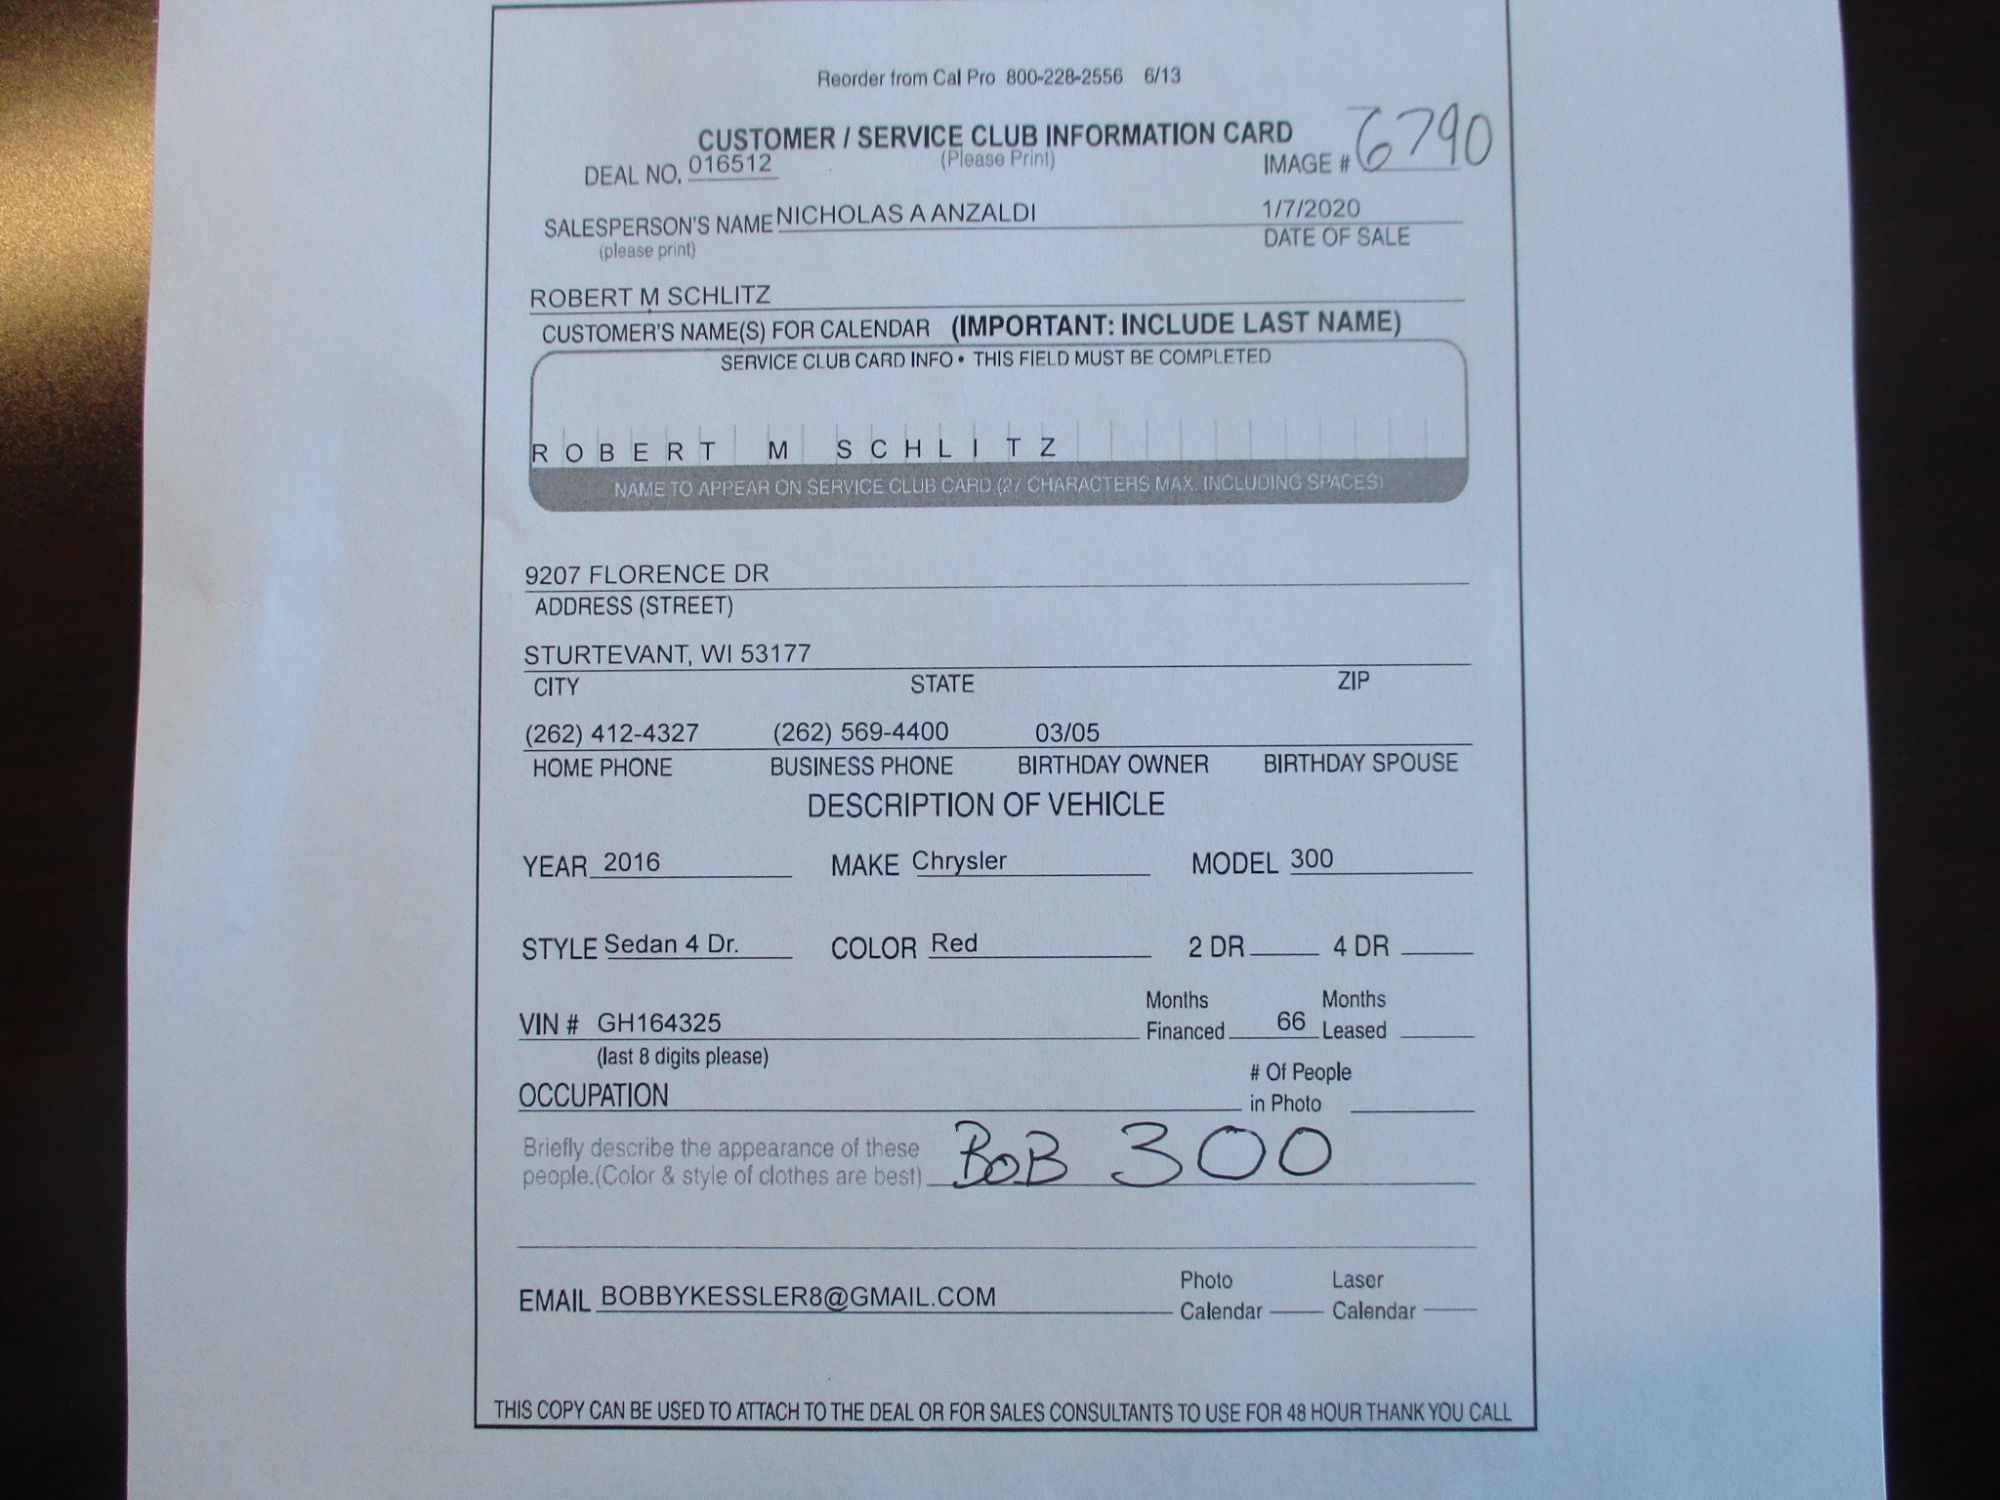 Reorder from Cal Pro 800-228-2556 6/13
CUSTOMER / SERVICE CLUB INFORMATION CARD
(Please Print)
DEAL NO. 016512 IMAGE # 6790
SALESPERSON'S NAME NICHOLAS A ANZALDI 1/7/2020
(please print) DATE OF SALE
ROBERT M SCHLITZ
CUSTOMER'S NAME(S) FOR CALENDAR (IMPORTANT: INCLUDE LAST NAME)
SERVICE CLUB CARD INFO • THIS FIELD MUST BE COMPLETED
R O B E R T M S C H L I T Z
NAME TO APPEAR ON SERVICE CLUB CARD (27 CHARACTERS MAX. INCLUDING SPACES)
9207 FLORENCE DR
ADDRESS (STREET)
STURTEVANT, WI 53177
CITY STATE ZIP
(262) 412-4327 (262) 569-4400 03/05
HOME PHONE BUSINESS PHONE BIRTHDAY OWNER BIRTHDAY SPOUSE
DESCRIPTION OF VEHICLE
YEAR 2016 MAKE Chrysler MODEL 300
STYLE Sedan 4 Dr. COLOR Red 2 DR 4 DR
Months Months
VIN # GH164325 Financed 66 Leased
(last 8 digits please)
# Of People
OCCUPATION in Photo
Briefly describe the appearance of these
people.(Color & style of clothes are best) BOB 300
Photo Laser
EMAIL BOBBYKESSLER8@GMAIL.COM Calendar Calendar
THIS COPY CAN BE USED TO ATTACH TO THE DEAL OR FOR SALES CONSULTANTS TO USE FOR 48 HOUR THANK YOU CALL